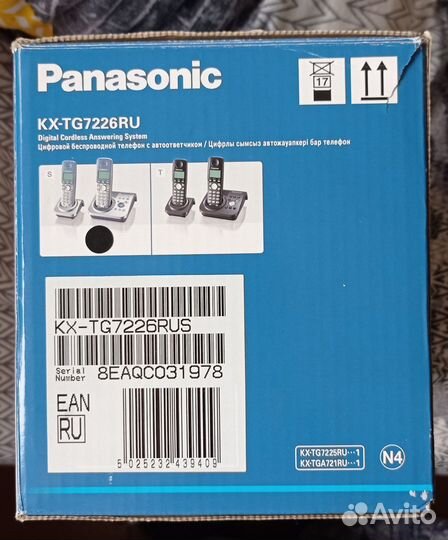 Panasonic
17
KX-TG7226RU
Digital Cordless Answering System
Цифровой беспроводной телефон с автоответчиком / Цифрлы сымсыз автожауапкері бар телефон
S
T
KX-TG7226RUS
Serial Number 8EAQC031978
EAN
RU
5 025232 439409
KX-TG7225RU···1
KX-TGA721RU···1
N4
Avito